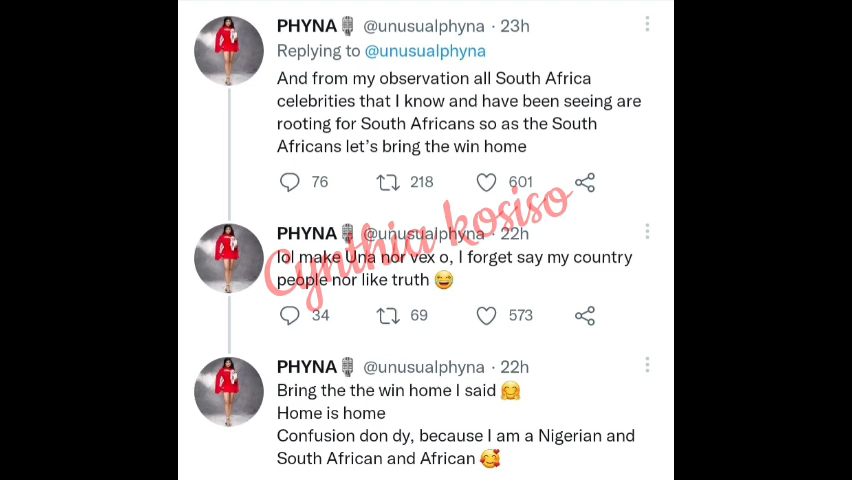 PHYNA🎙 @unusualphyna · 23h
Replying to @unusualphyna
And from my observation all South Africa
celebrities that I know and have been seeing are
rooting for South Africans so as the South
Africans let's bring the win home
76 218 601
PHYNA🎙 @unusualphyna · 22h
lol make Una nor vex o, I forget say my country
people nor like truth 😅
34 69 573
Cynthia kosiso
PHYNA🎙 @unusualphyna · 22h
Bring the the win home I said 🤗
Home is home
Confusion don dy, because I am a Nigerian and
South African and African 🥰